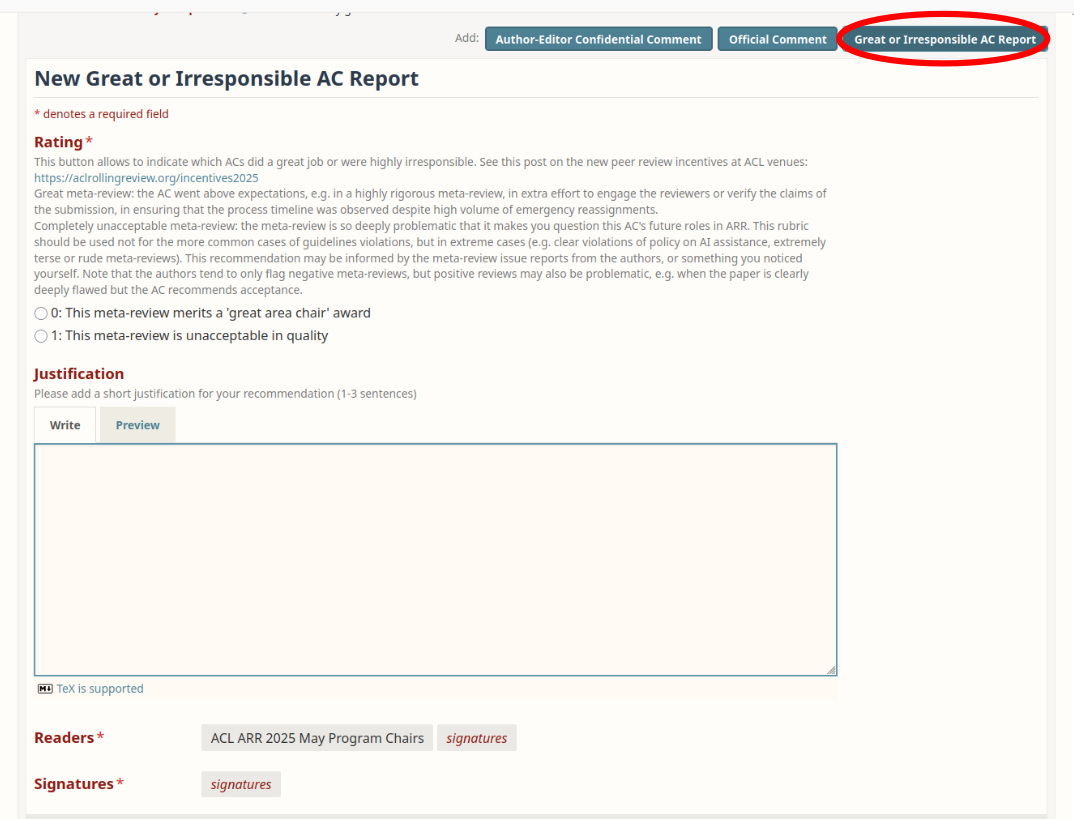 Add: Author-Editor Confidential Comment Official Comment Great or Irresponsible AC Report
New Great or Irresponsible AC Report
* denotes a required field
Rating*
This button allows to indicate which ACs did a great job or were highly irresponsible. See this post on the new peer review incentives at ACL venues:
https://aclrollingreview.org/incentives2025
Great meta-review: the AC went above expectations, e.g. in a highly rigorous meta-review, in extra effort to engage the reviewers or verify the claims of
the submission, in ensuring that the process timeline was observed despite high volume of emergency reassignments.
Completely unacceptable meta-review: the meta-review is so deeply problematic that it makes you question this AC's future roles in ARR. This rubric
should be used not for the more common cases of guidelines violations, but in extreme cases (e.g. clear violations of policy on AI assistance, extremely
terse or rude meta-reviews). This recommendation may be informed by the meta-review issue reports from the authors, or something you noticed
yourself. Note that the authors tend to only flag negative meta-reviews, but positive reviews may also be problematic, e.g. when the paper is clearly
deeply flawed but the AC recommends acceptance.
0: This meta-review merits a 'great area chair' award
1: This meta-review is unacceptable in quality
Justification
Please add a short justification for your recommendation (1-3 sentences)
Write Preview
TeX is supported
Readers* ACL ARR 2025 May Program Chairs signatures
Signatures* signatures